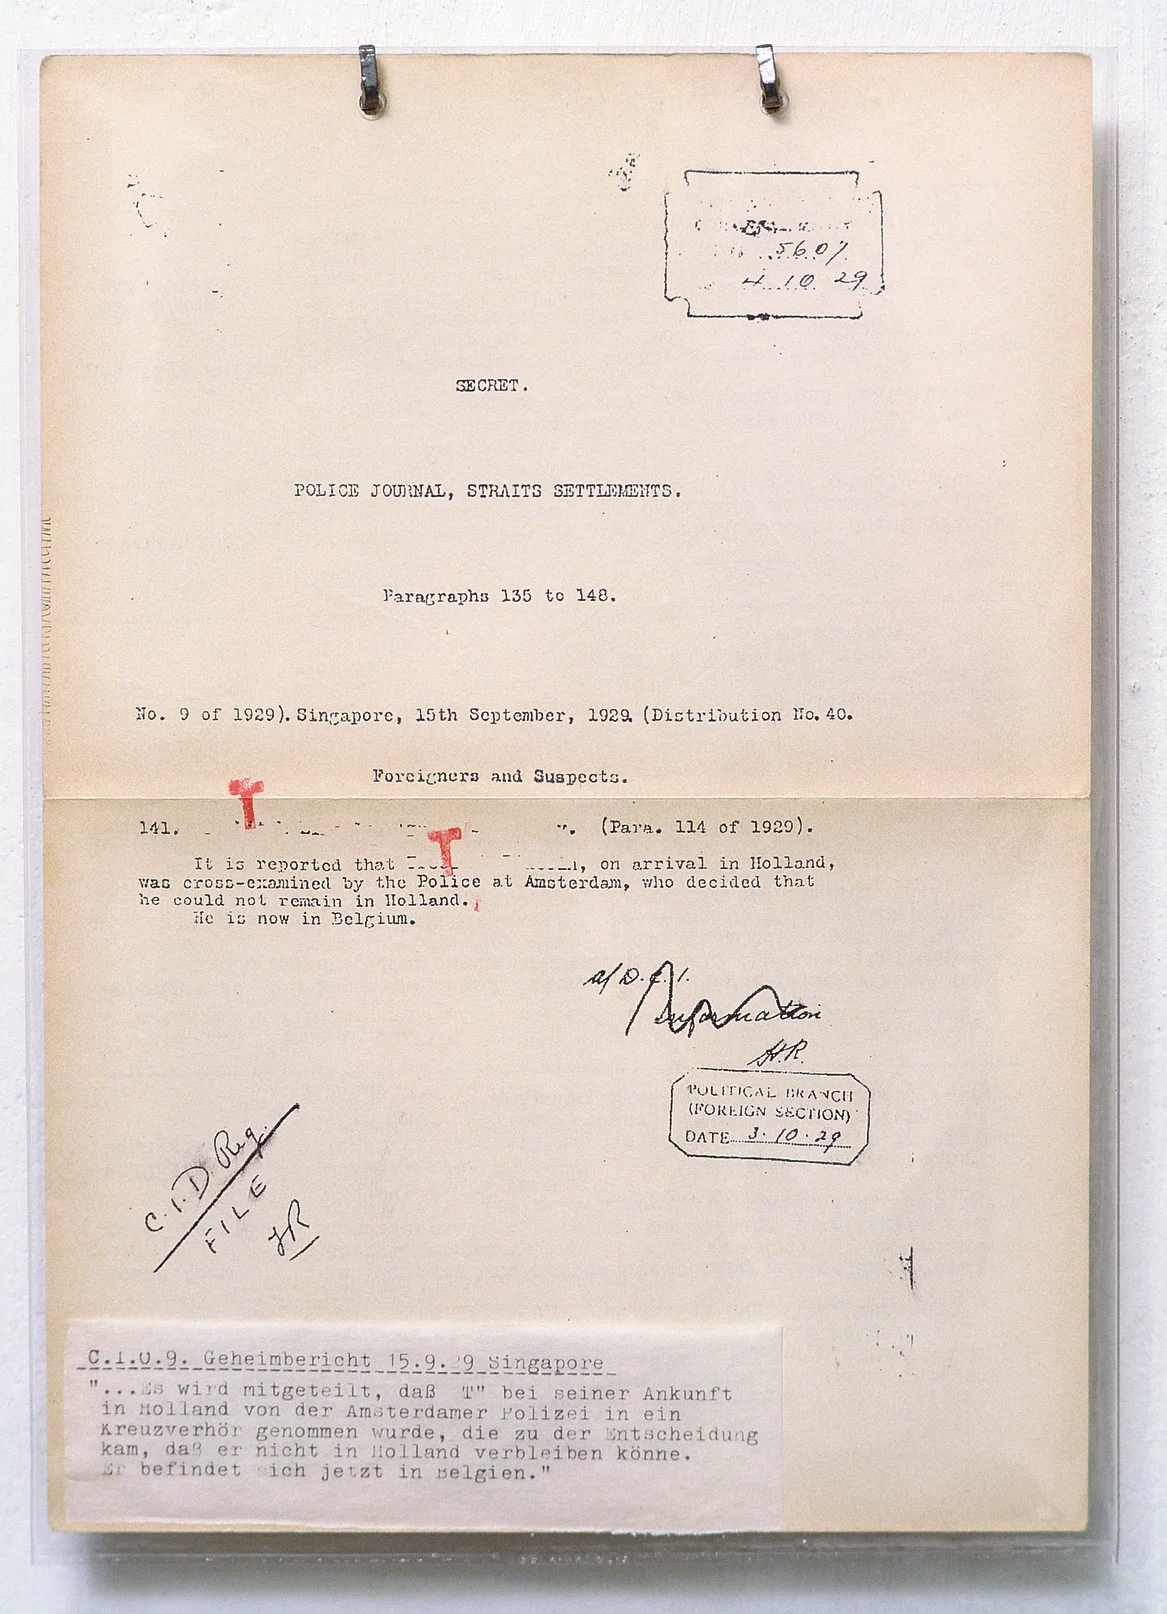 56.07
4.10.29
SECRET.
POLICE JOURNAL, STRAITS SETTLEMENTS.
Paragraphs 135 to 148.
No. 9 of 1929). Singapore, 15th September, 1929. (Distribution No. 40.
Foreigners and Suspects.
T
141. (Para. 114 of 1929).
T
It is reported that , on arrival in Holland,
was cross-examined by the Police at Amsterdam, who decided that
he could not remain in Holland.
He is now in Belgium.
Information
H.R.
POLITICAL BRANCH
(FOREIGN SECTION)
DATE 3.10.29
C.I.D. Reg.
FILE
HR
C.I.O.9. Geheimbericht 15.9.29 Singapore
"...Es wird mitgeteilt, daß T" bei seiner Ankunft
in Holland von der Amsterdamer Polizei in ein
Kreuzverhör genommen wurde, die zu der Entscheidung
kam, daß er nicht in Holland verbleiben könne.
Er befindet sich jetzt in Belgien."